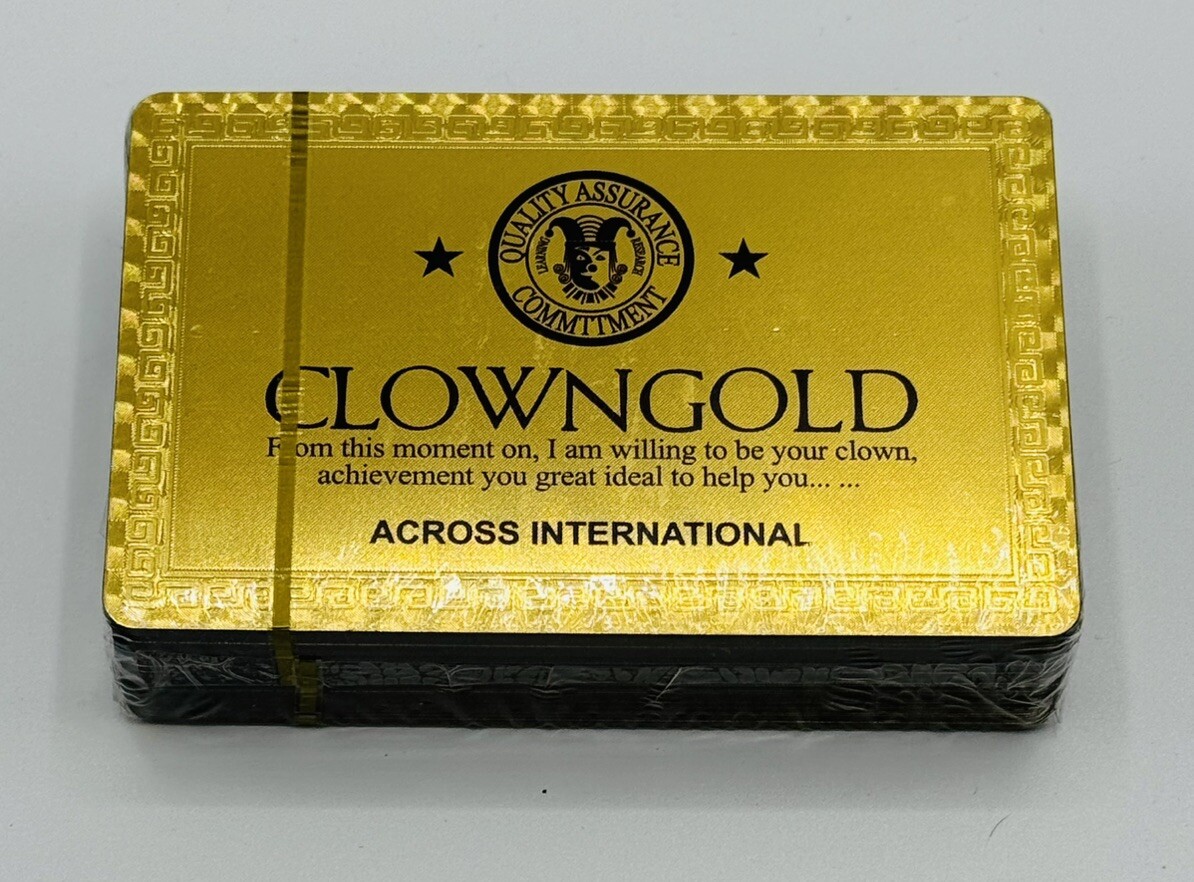 QUALITY ASSURANCE
LEARNING
RESEARCH
COMMITMENT
CLOWNGOLD
From this moment on, I am willing to be your clown,
achievement you great ideal to help you... ...
ACROSS INTERNATIONAL